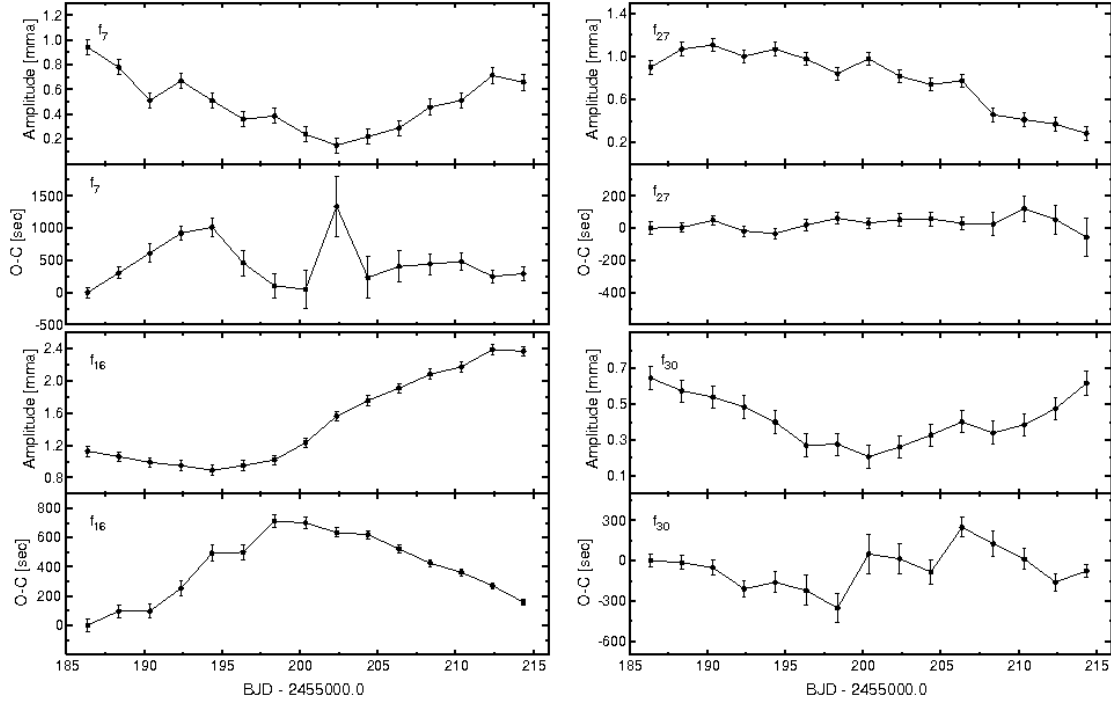 Amplitude [mma]
1.0
0.8
0.6
0.4
0.2
f7
O-C [sec]
1500
1000
500
0
-500
f7
Amplitude [mma]
2.4
2.0
1.6
1.2
0.8
f16
O-C [sec]
800
600
400
200
0
f16
185 190 195 200 205 210 215
BJD - 2455000.0
Amplitude [mma]
1.4
1.0
0.6
0.2
f27
O-C [sec]
200
0
-200
-400
f27
Amplitude [mma]
0.7
0.5
0.3
0.1
f30
O-C [sec]
300
0
-300
-600
f30
185 190 195 200 205 210 215
BJD - 2455000.0